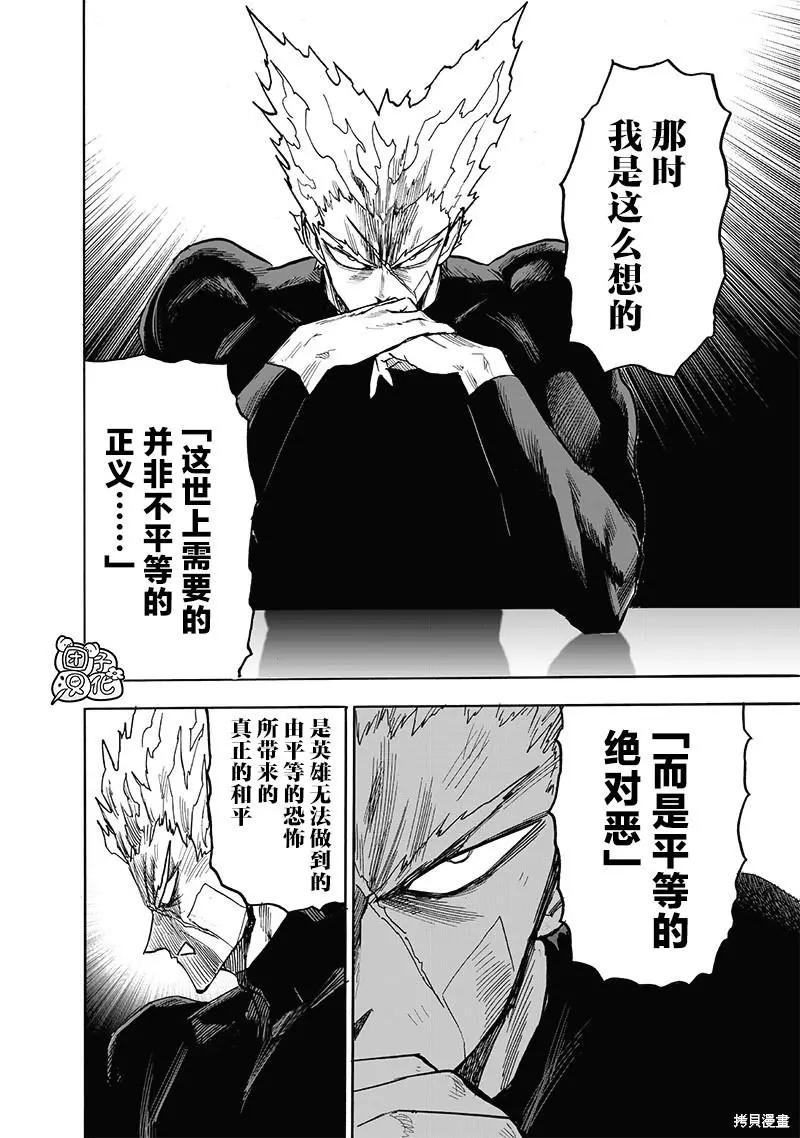 那时
我是这么想的
「这世上需要的
并非不平等的
正义……」
团子
汉化
「而是平等的
绝对恶」
是英雄无法做到的
由平等的恐怖
所带来的
真正的和平
拷贝漫畫